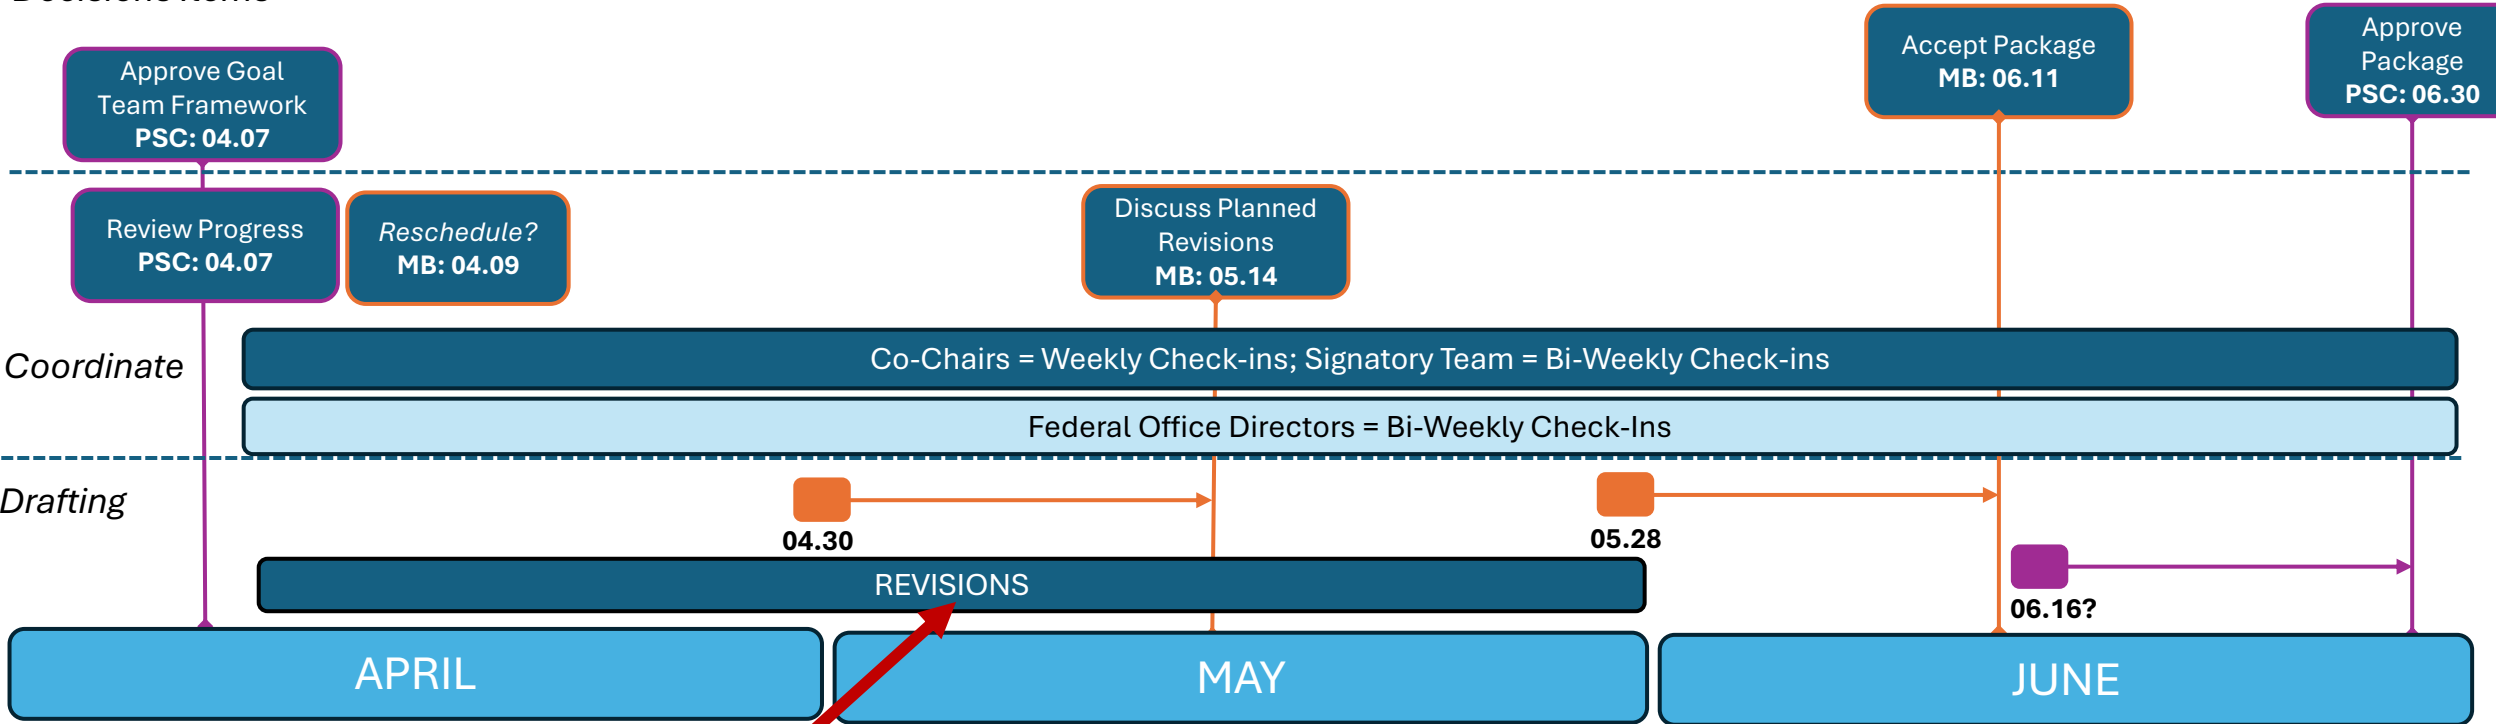 Approve Goal
Team Framework
PSC: 04.07
Accept Package
MB: 06.11
Approve
Package
PSC: 06.30
Review Progress
PSC: 04.07
Reschedule?
MB: 04.09
Discuss Planned
Revisions
MB: 05.14
Coordinate
Co-Chairs = Weekly Check-ins; Signatory Team = Bi-Weekly Check-ins
Federal Office Directors = Bi-Weekly Check-Ins
Drafting
04.30
05.28
REVISIONS
06.16?
APRIL
MAY
JUNE